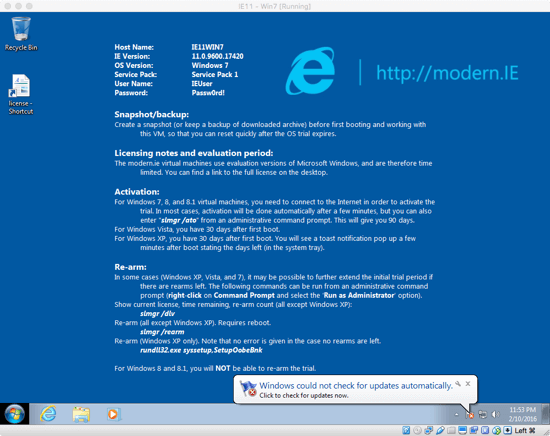 IE11 - Win7 [Running]
Recycle Bin
license - Shortcut
Host Name: IE11WIN7
IE Version: 11.0.9600.17420
OS Version: Windows 7
Service Pack: Service Pack 1
User Name: IEUser
Password: Passw0rd!
http://modern.IE
Snapshot/backup:
Create a snapshot (or keep a backup of downloaded archive) before first booting and working with
this VM, so that you can reset quickly after the OS trial expires.
Licensing notes and evaluation period:
The modern.ie virtual machines use evaluation versions of Microsoft Windows, and are therefore time
limited. You can find a link to the full license on the desktop.
Activation:
For Windows 7, 8, and 8.1 virtual machines, you need to connect to the Internet in order to activate the
trial. In most cases, activation will be done automatically after a few minutes, but you can also
enter "slmgr /ato" from an administrative command prompt. This will give you 90 days.
For Windows Vista, you have 30 days after first boot.
For Windows XP, you have 30 days after first boot. You will see a toast notification pop up a few
minutes after boot stating the days left (in the system tray).
Re-arm:
In some cases (Windows XP, Vista, and 7), it may be possible to further extend the initial trial period if
there are rearms left. The following commands can be run from an administrative command
prompt (right-click on Command Prompt and select the 'Run as Administrator' option).
Show current license, time remaining, re-arm count (all except Windows XP):
slmgr /dlv
Re-arm (all except Windows XP). Requires reboot.
slmgr /rearm
Re-arm (Windows XP only). Note that no error is given in the case no rearms are left.
rundll32.exe syssetup,SetupOobeBnk
For Windows 8 and 8.1, you will NOT be able to re-arm the trial.
Windows could not check for updates automatically.
Click to check for updates now.
11:53 PM
2/10/2016
Left ⌘